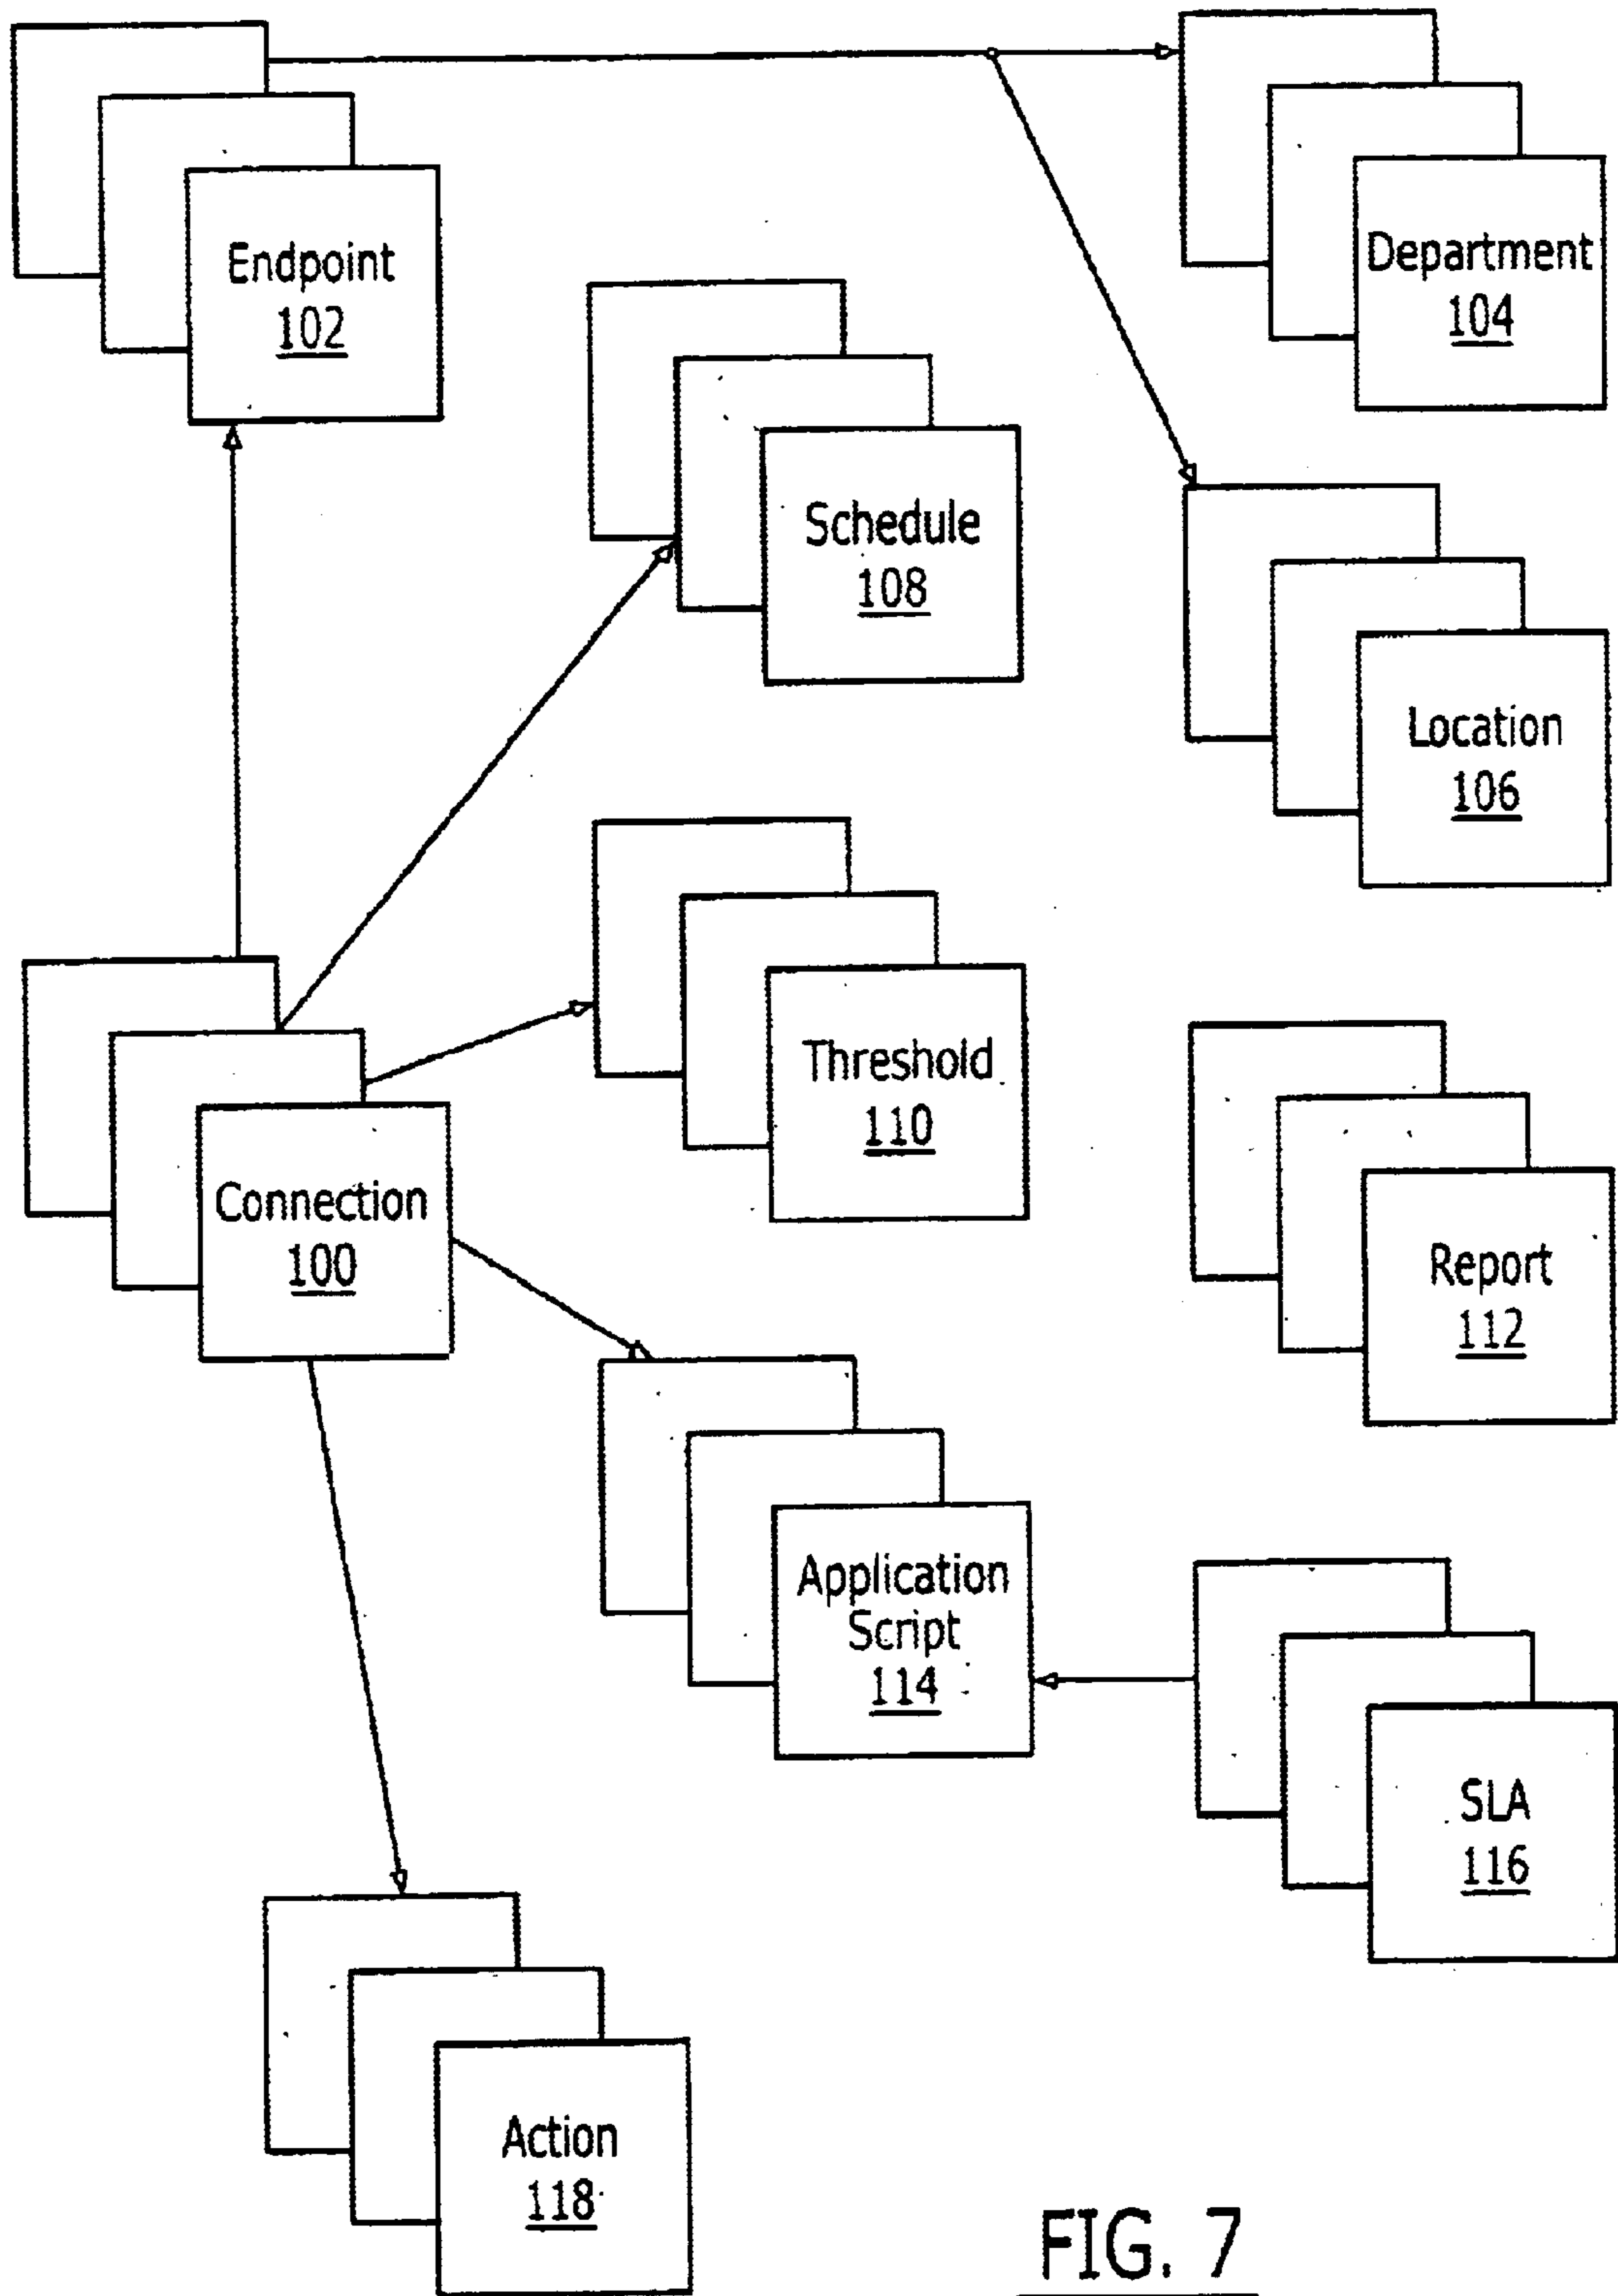 Endpoint
102
Department
104
Schedule
108
Location
106
Threshold
110
Connection
100
Report
112
Application
Script
114
SLA
116
Action
118
FIG. 7